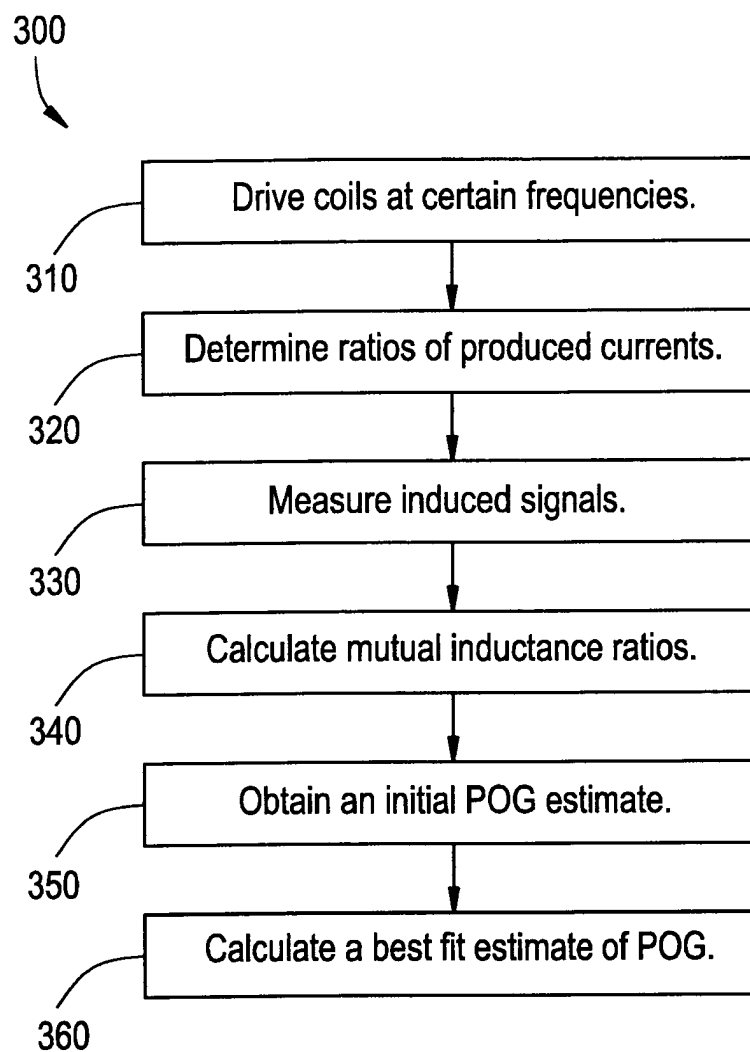 300
Drive coils at certain frequencies.
310
Determine ratios of produced currents.
320
Measure induced signals.
330
Calculate mutual inductance ratios.
340
Obtain an initial POG estimate.
350
Calculate a best fit estimate of POG.
360